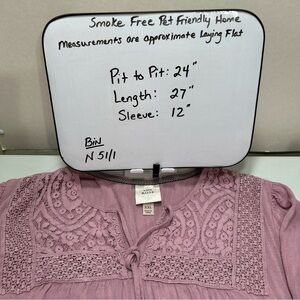 Smoke Free Pet Friendly Home
Measurements are approximate Laying Flat
Pit to Pit: 24"
Length: 27"
Sleeve: 12"
Bin
N 51/1
XXL